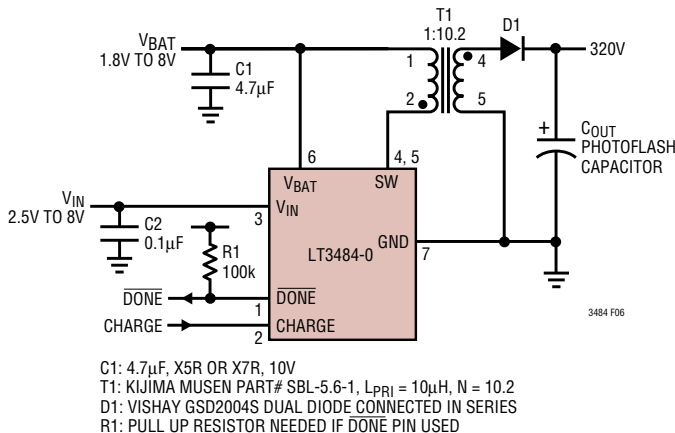 T1
1:10.2
D1
VBAT
1.8V TO 8V
1
4
320V
C1
4.7µF
2
5
+
COUT
PHOTOFLASH
CAPACITOR
6
4, 5
VBAT
SW
VIN
2.5V TO 8V
3
VIN
C2
0.1µF
R1
100k
GND
7
LT3484-0
DONE
DONE
1
CHARGE
CHARGE
2
3484 F06
C1: 4.7µF, X5R OR X7R, 10V
T1: KIJIMA MUSEN PART# SBL-5.6-1, LPRI = 10µH, N = 10.2
D1: VISHAY GSD2004S DUAL DIODE CONNECTED IN SERIES
R1: PULL UP RESISTOR NEEDED IF DONE PIN USED